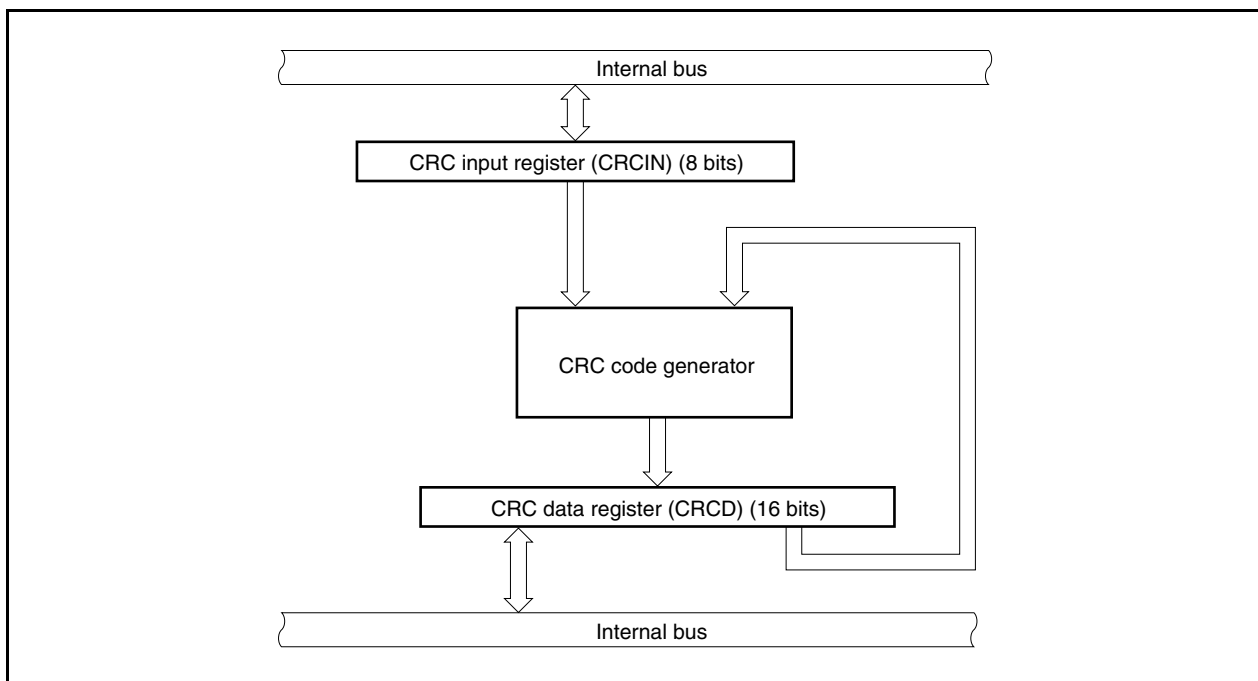 Internal bus
CRC input register (CRCIN) (8 bits)
CRC code generator
CRC data register (CRCD) (16 bits)
Internal bus